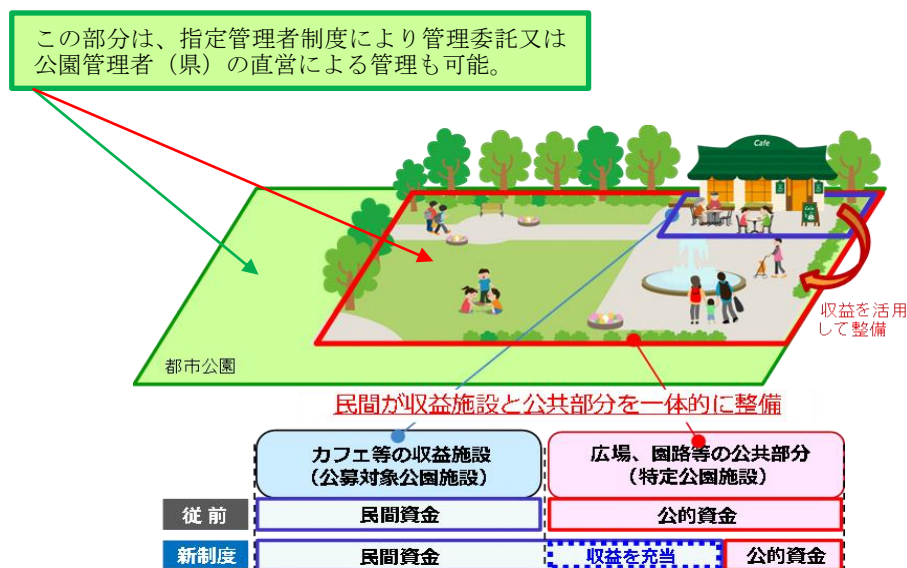 この部分は、指定管理者制度により管理委託又は
公園管理者（県）の直営による管理も可能。
Cafe
収益を活用
して整備
都市公園
民間が収益施設と公共部分を一体的に整備
カフェ等の収益施設
（公募対象公園施設）
広場、園路等の公共部分
（特定公園施設）
従 前
民間資金
公的資金
新制度
民間資金
収益を充当
公的資金